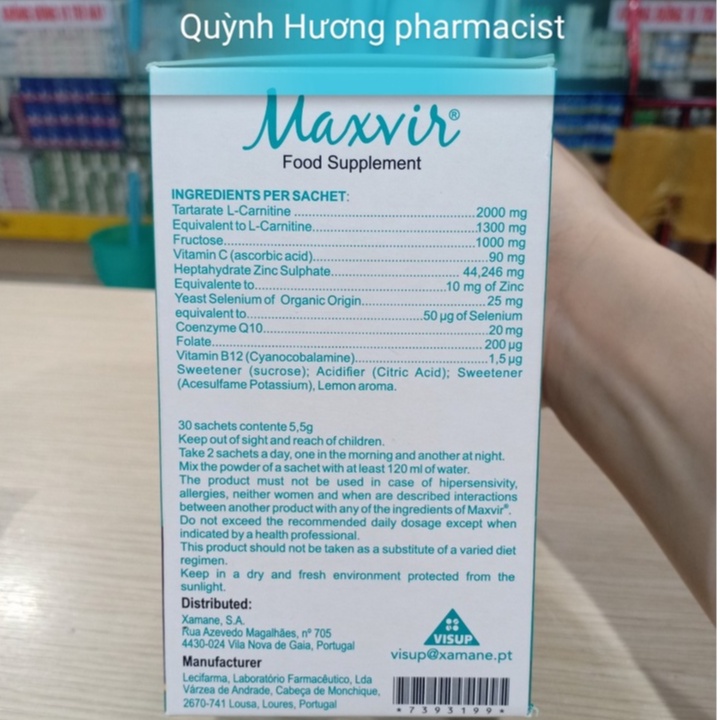 Quỳnh Hương pharmacist
Maxvir®
Food Supplement
INGREDIENTS PER SACHET:
Tartarate L-Carnitine ........ 2000 mg
Equivalent to L-Carnitine........ 1300 mg
Fructose........ 1000 mg
Vitamin C (ascorbic acid)........ 90 mg
Heptahydrate Zinc Sulphate........ 44,246 mg
Equivalente to........ 10 mg of Zinc
Yeast Selenium of Organic Origin........ 25 mg
equivalent to........ 50 µg of Selenium
Coenzyme Q10........ 20 mg
Folate........ 200 µg
Vitamin B12 (Cyanocobalamine)........ 1,5 µg
Sweetener (sucrose); Acidifier (Citric Acid); Sweetener
(Acesulfame Potassium), Lemon aroma.
30 sachets contente 5,5g
Keep out of sight and reach of children.
Take 2 sachets a day, one in the morning and another at night.
Mix the powder of a sachet with at least 120 ml of water.
The product must not be used in case of hipersensivity,
allergies, neither women and when are described interactions
between another product with any of the ingredients of Maxvir®.
Do not exceed the recommended daily dosage except when
indicated by a health professional.
This product should not be taken as a substitute of a varied diet
regimen.
Keep in a dry and fresh environment protected from the
sunlight.
Distributed:
Xamane, S.A.
Rua Azevedo Magalhães, nº 705
4430-024 Vila Nova de Gaia, Portugal
VISUP
visup@xamane.pt
Manufacturer
Lecifarma, Laboratório Farmacêutico, Lda
Várzea de Andrade, Cabeça de Monchique,
2670-741 Lousa, Loures, Portugal
*7393199*